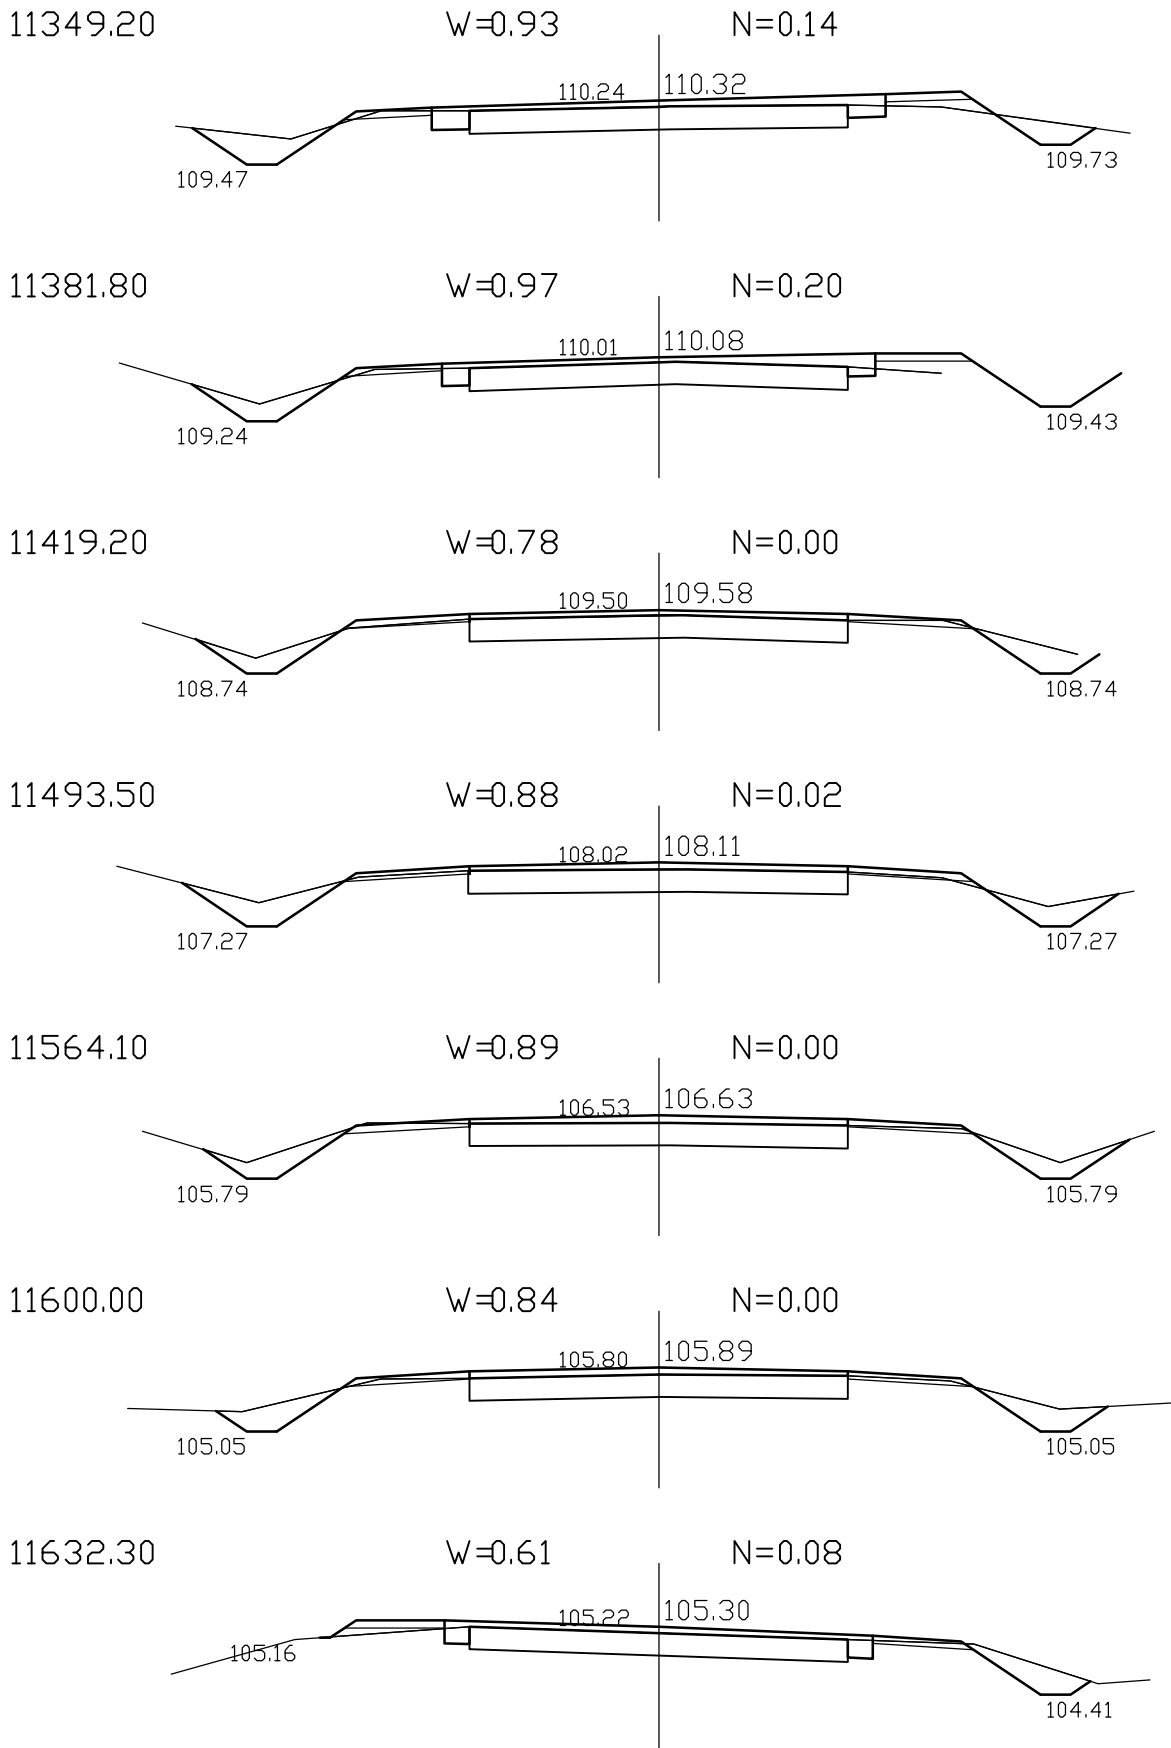 11349.20 W=0.93 N=0.14
110.24 110.32
109.47 109.73
11381.80 W=0.97 N=0.20
110.01 110.08
109.24 109.43
11419.20 W=0.78 N=0.00
109.50 109.58
108.74 108.74
11493.50 W=0.88 N=0.02
108.02 108.11
107.27 107.27
11564.10 W=0.89 N=0.00
106.53 106.63
105.79 105.79
11600.00 W=0.84 N=0.00
105.80 105.89
105.05 105.05
11632.30 W=0.61 N=0.08
105.22 105.30
105.16 104.41